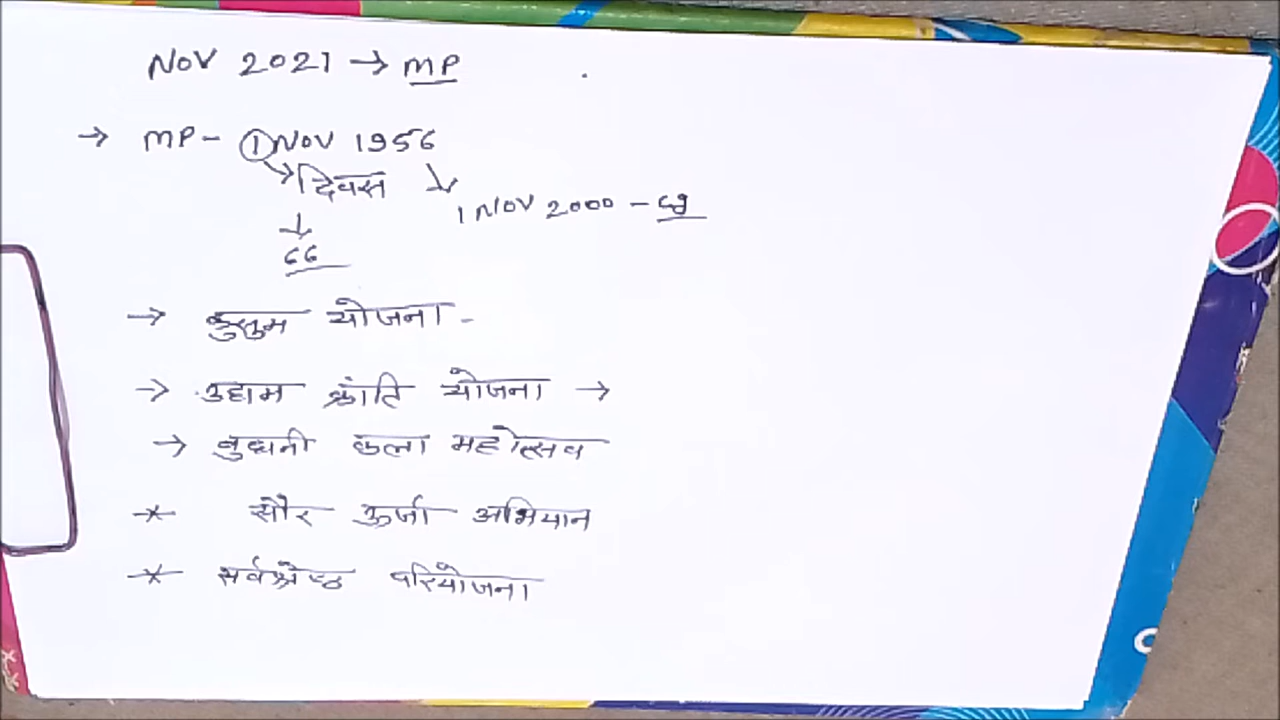 NOV 2021 → MP
→ MP - 1 NOV 1956
→ दिवस ↓
1 NOV 2000 - छg
↓
66
→ कुसुम योजना -
→ उद्यम क्रांति योजना →
→ बुधनी कला महोत्सव
* सौर ऊर्जा अभियान
* सर्वश्रेष्ठ परियोजना